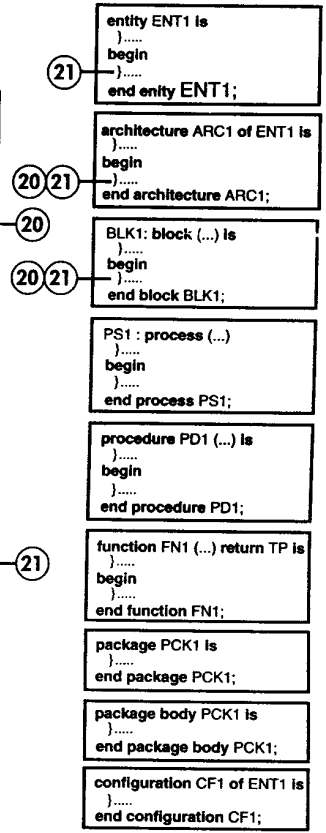 entity ENT1 is
}.....
begin
21 }.....
end enity ENT1;
architecture ARC1 of ENT1 is
}.....
begin
20 21 }.....
end architecture ARC1;
20
BLK1: block (...) is
}.....
begin
20 21 }.....
end block BLK1;
PS1 : process (...)
}.....
begin
}.....
end process PS1;
procedure PD1 (...) is
}.....
begin
}.....
end procedure PD1;
function FN1 (...) return TP is
21 }.....
begin
}.....
end function FN1;
package PCK1 is
}.....
end package PCK1;
package body PCK1 is
}.....
end package body PCK1;
configuration CF1 of ENT1 is
}.....
end configuration CF1;